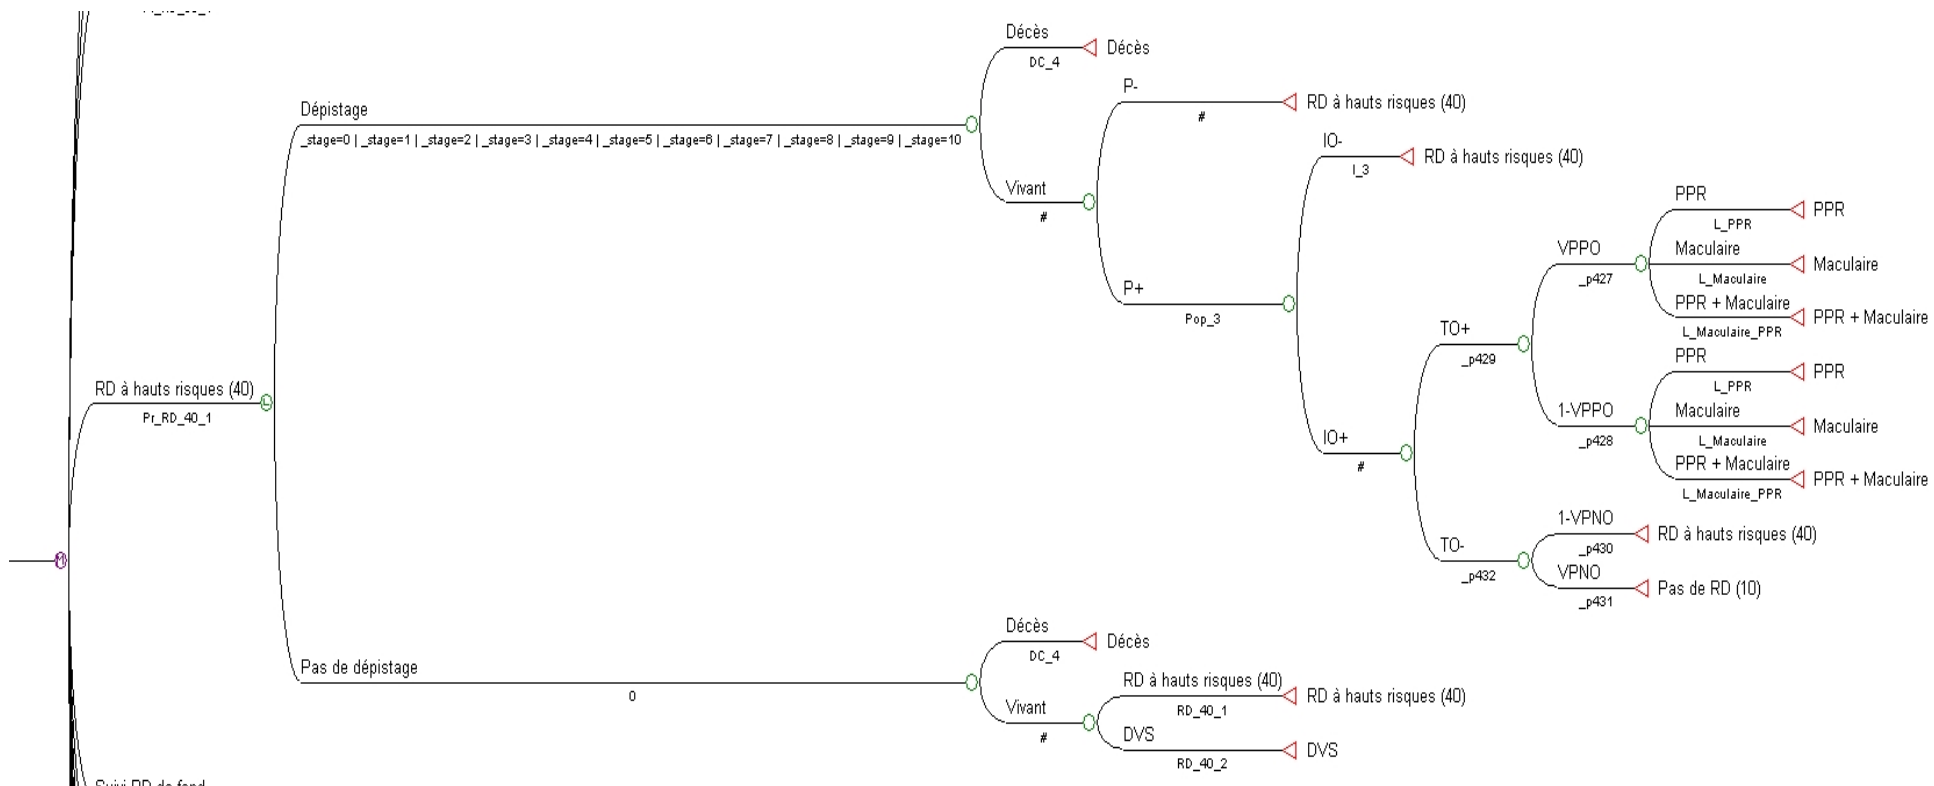 Décès
DC_4
Décès
P-
#
RD à hauts risques (40)
Dépistage
_stage=0 | _stage=1 | _stage=2 | _stage=3 | _stage=4 | _stage=5 | _stage=6 | _stage=7 | _stage=8 | _stage=9 | _stage=10
IO-
I_3
RD à hauts risques (40)
Vivant
#
PPR
L_PPR
PPR
VPPO
_p427
Maculaire
L_Maculaire
Maculaire
P+
Pop_3
PPR + Maculaire
L_Maculaire_PPR
PPR + Maculaire
TO+
_p429
PPR
L_PPR
PPR
RD à hauts risques (40)
Pr_RD_40_1
1-VPPO
_p428
Maculaire
L_Maculaire
Maculaire
IO+
#
PPR + Maculaire
L_Maculaire_PPR
PPR + Maculaire
1-VPNO
_p430
RD à hauts risques (40)
TO-
_p432
VPNO
_p431
Pas de RD (10)
M
Décès
DC_4
Décès
Pas de dépistage
0
RD à hauts risques (40)
RD_40_1
RD à hauts risques (40)
Vivant
#
DVS
RD_40_2
DVS
Suivi RD de fond